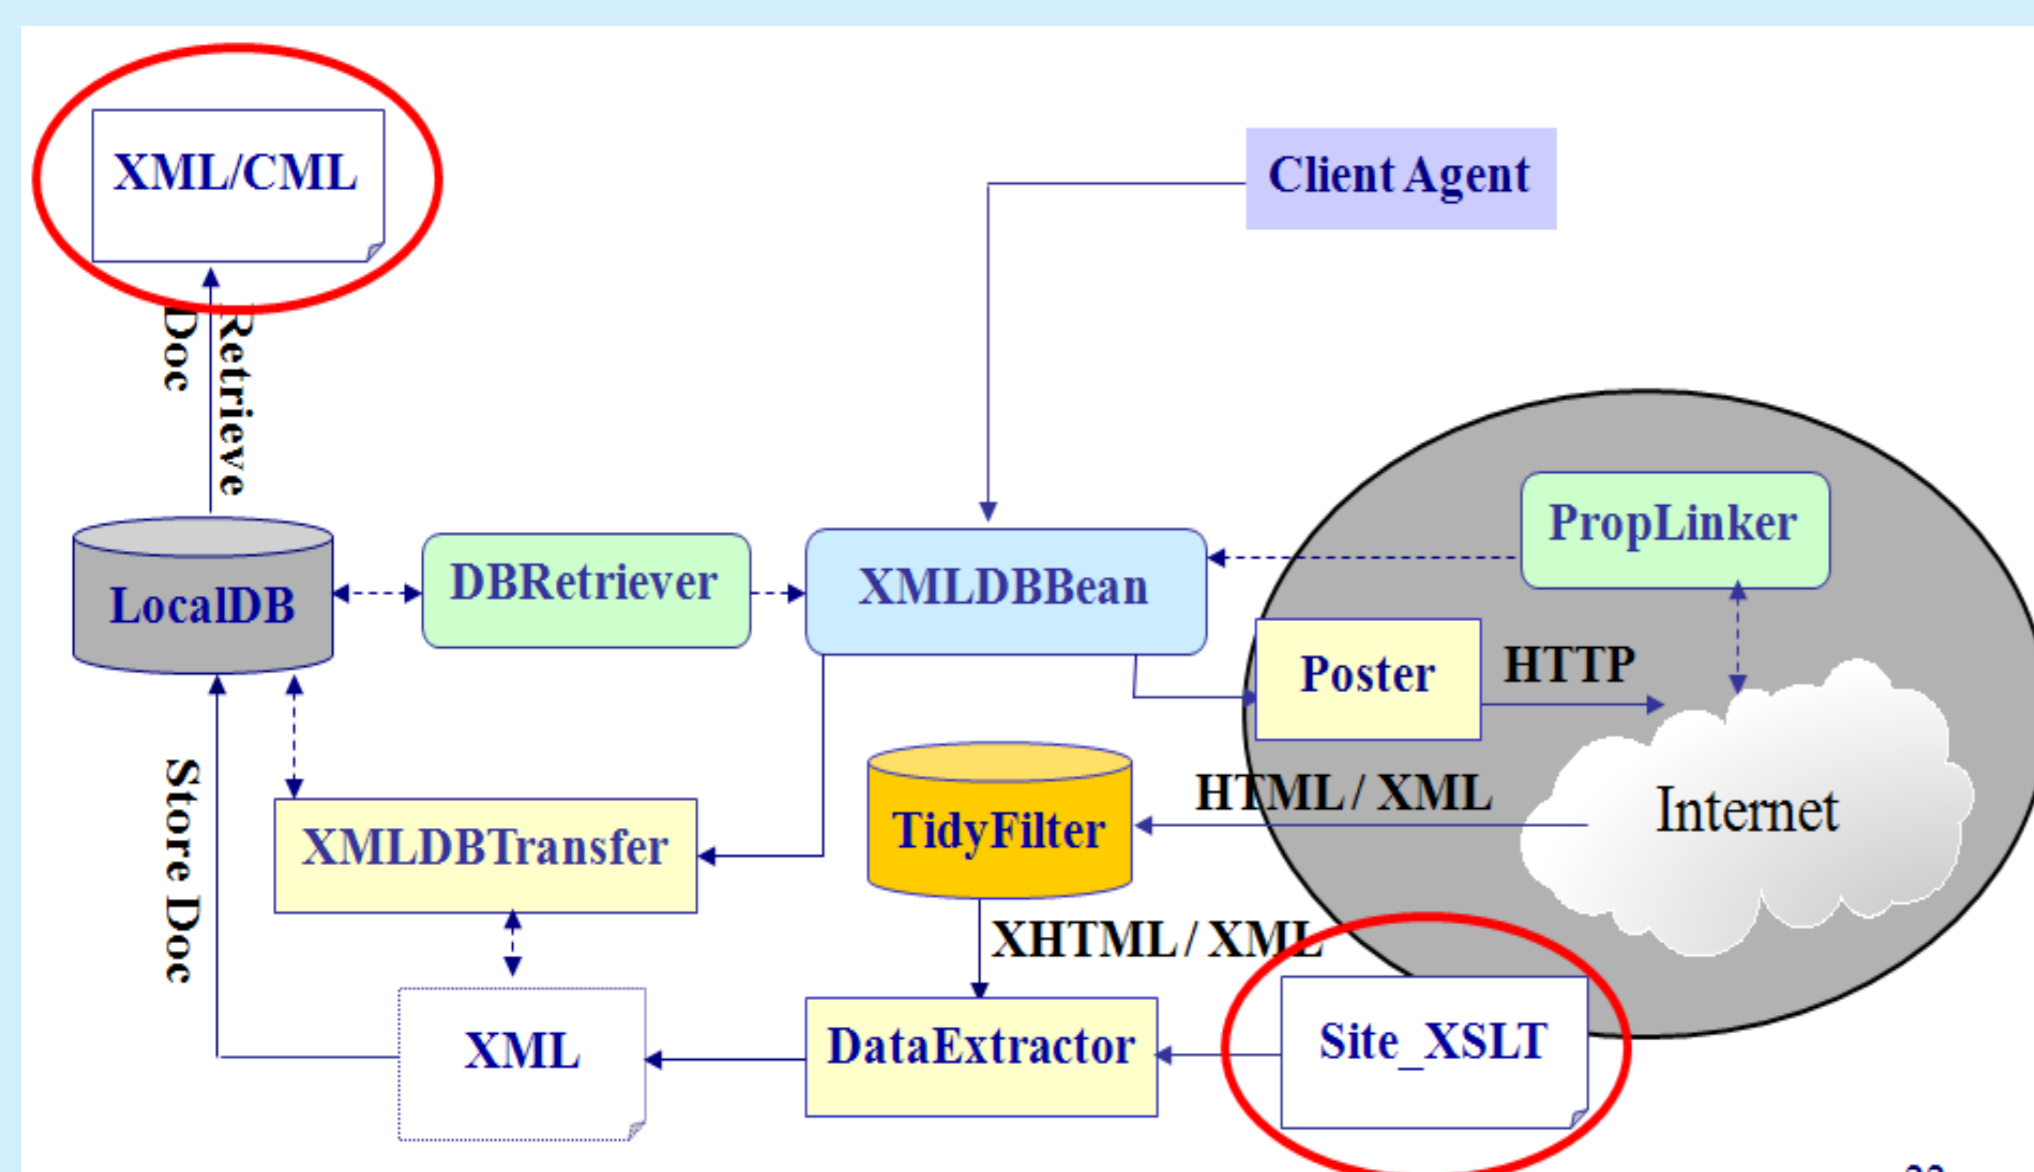 XML/CML
Client Agent
Retrieve
Doc
PropLinker
DBRetriever
XMLDBBean
LocalDB
Poster
HTTP
HTML / XML
Internet
TidyFilter
XMLDBTransfer
Store Doc
XHTML / XML
Site_XSLT
DataExtractor
XML